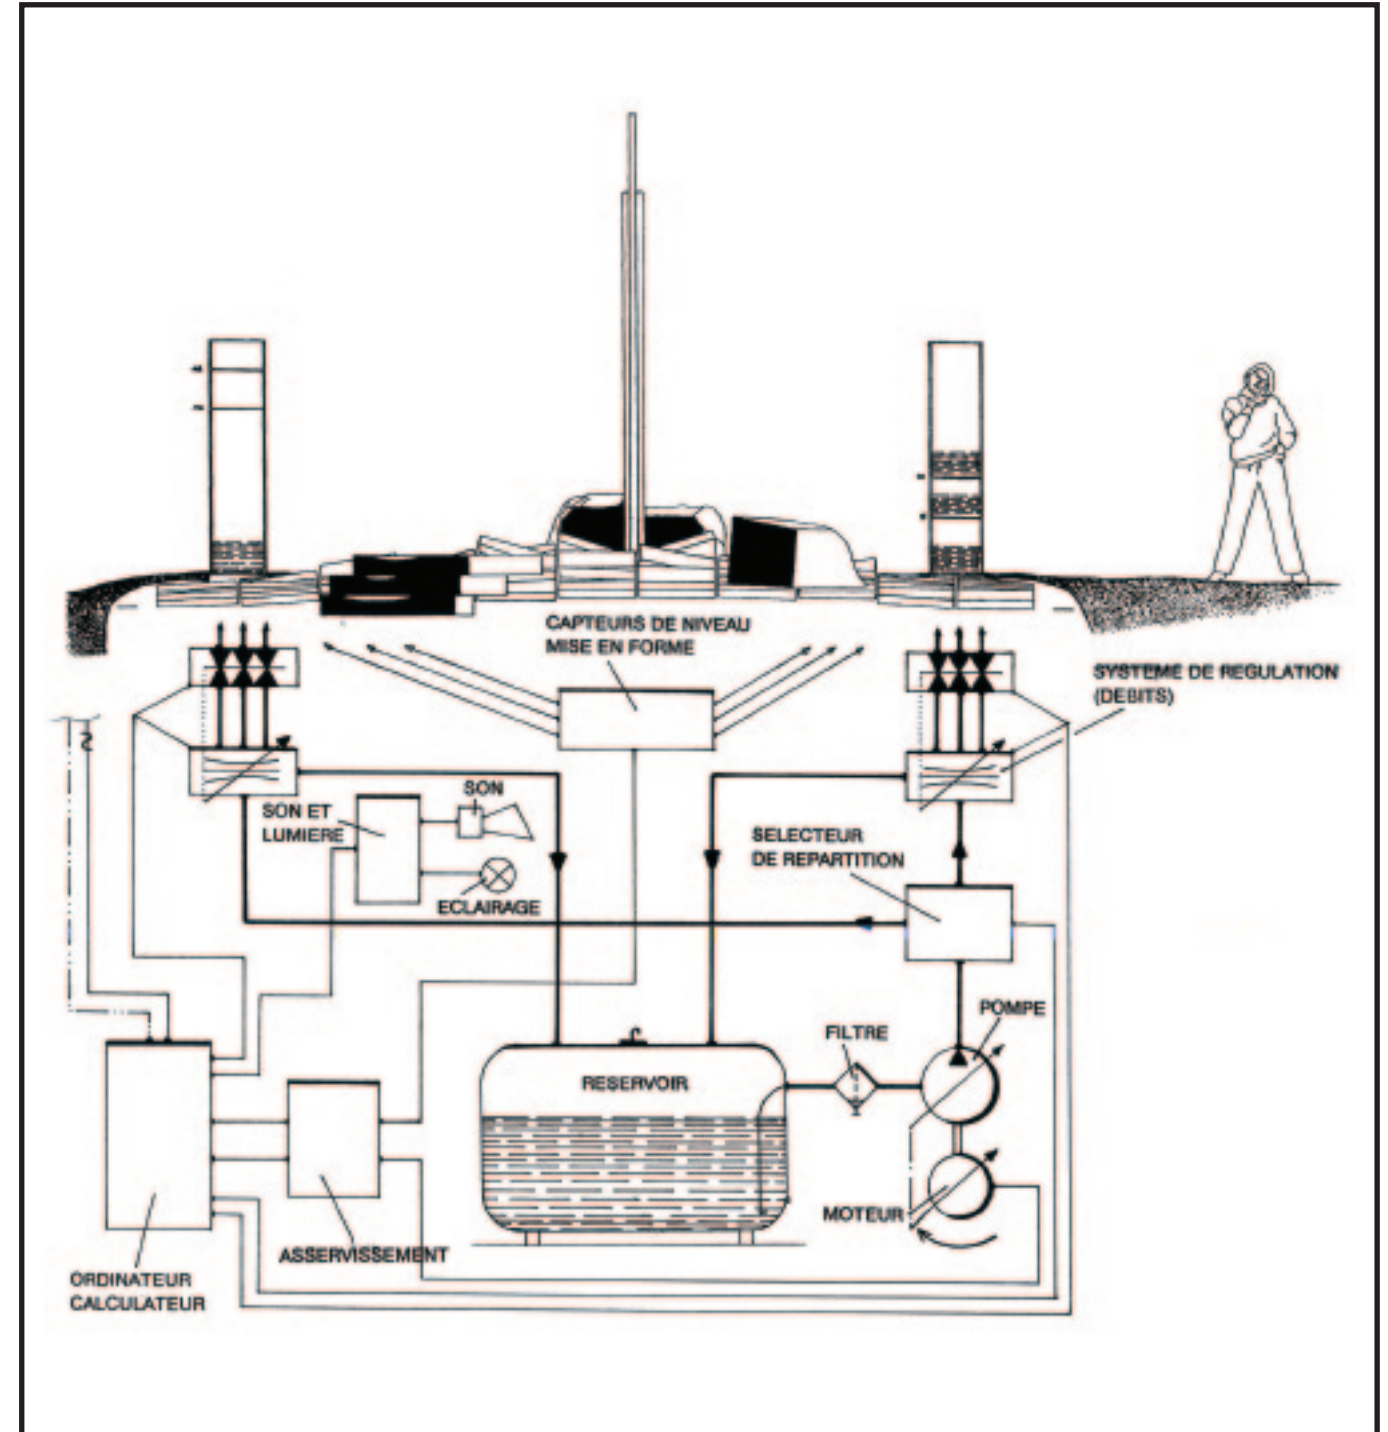 CAPTEURS DE NIVEAU
MISE EN FORME
SYSTEME DE REGULATION
(DEBITS)
SON
SON ET
LUMIERE
SELECTEUR
DE REPARTITION
ECLAIRAGE
POMPE
FILTRE
RESERVOIR
MOTEUR
ASSERVISSEMENT
ORDINATEUR
CALCULATEUR